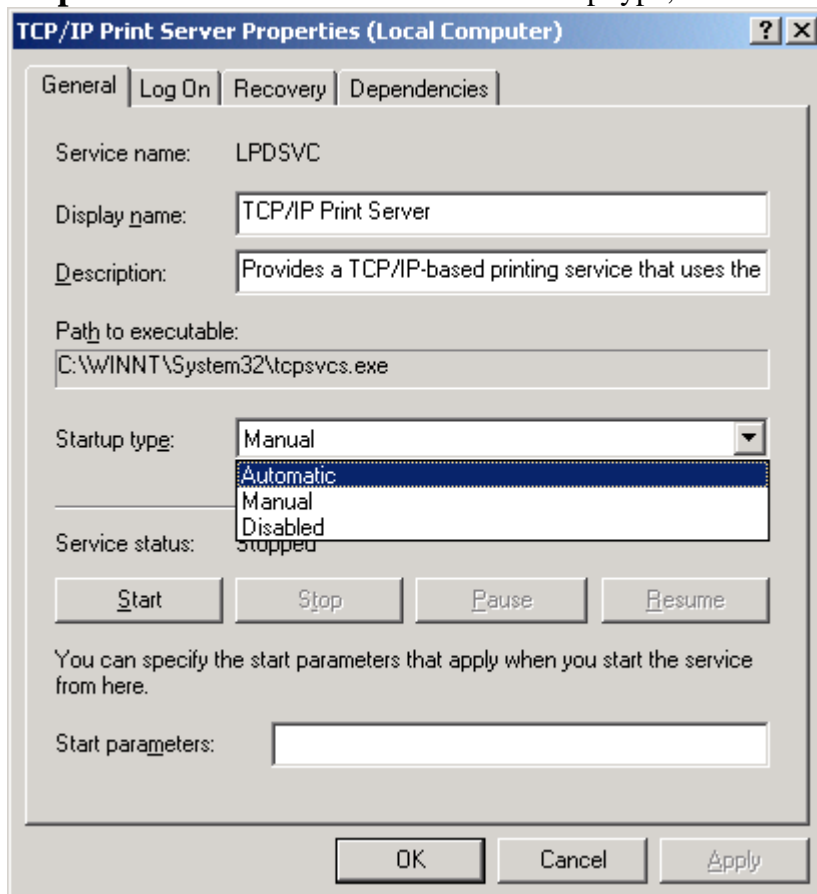 TCP/IP Print Server Properties (Local Computer)
General Log On Recovery Dependencies
Service name: LPDSVC
Display name: TCP/IP Print Server
Description: Provides a TCP/IP-based printing service that uses the
Path to executable:
C:\WINNT\System32\tcpsvcs.exe
Startup type: Manual
Automatic
Manual
Disabled
Service status: Stopped
Start Stop Pause Resume
You can specify the start parameters that apply when you start the service
from here.
Start parameters:
OK Cancel Apply